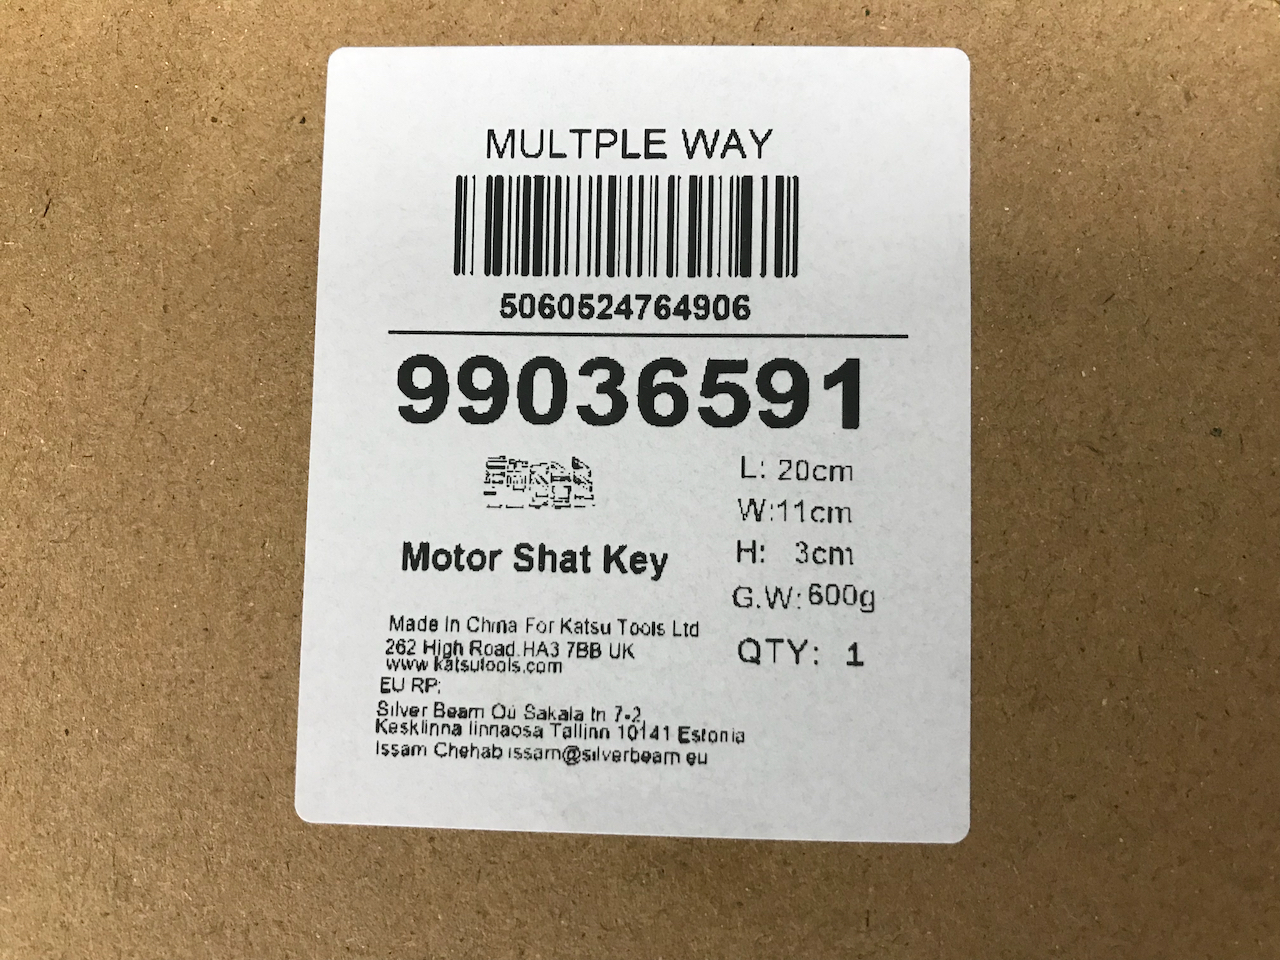 MULTPLE WAY
5060524764906
99036591
L: 20cm
W:11cm
H: 3cm
G.W: 600g
QTY: 1
Motor Shat Key
Made In China For Katsu Tools Ltd
262 High Road.HA3 7BB UK
www katsutools.com
EU RP:
Silver Beam Oü Sakala tn 7-2,
Kesklinna linnaosa Tallinn 10141 Estonia
Issam Chehab issam@silverbeam eu